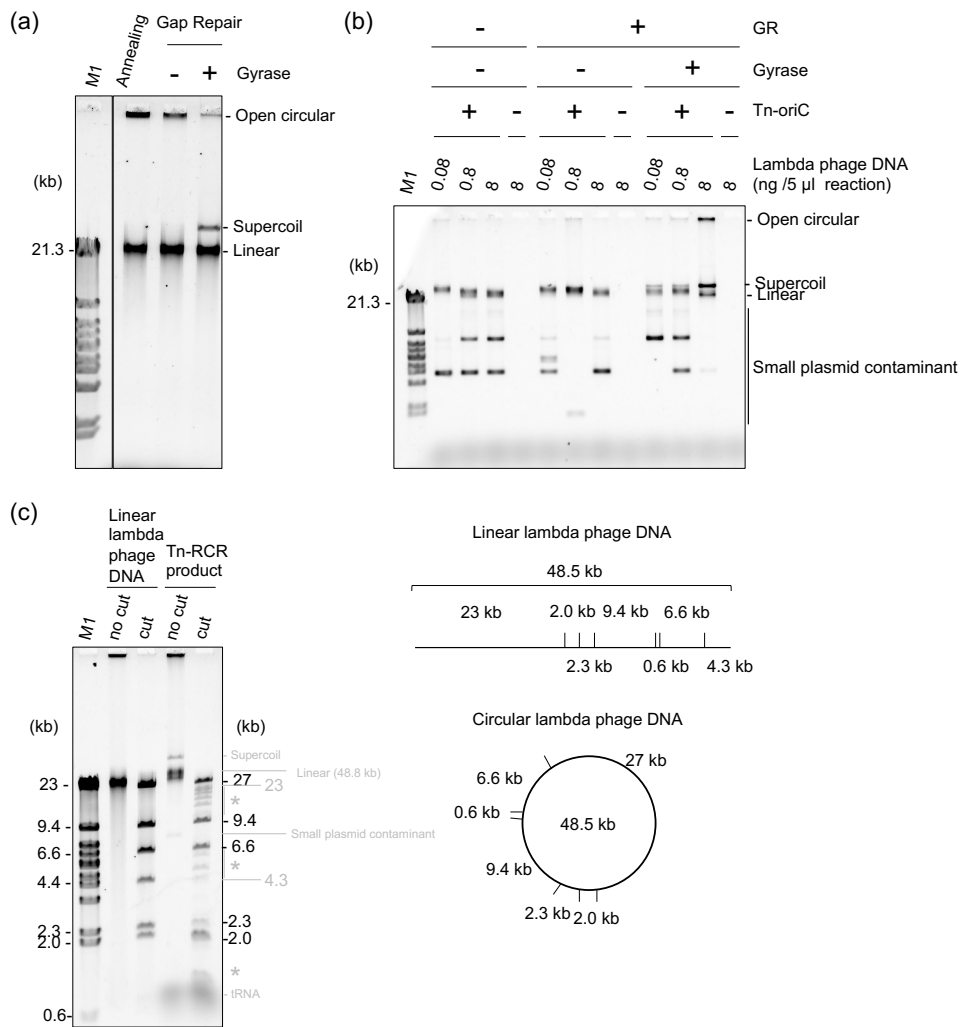 (a)
Gap Repair
M1
Annealing
- + Gyrase
Open circular
(kb)
Supercoil
21.3
Linear
(b)
- + GR
- - + Gyrase
+ - + - + - Tn-oriC
M1
0.08 0.8 8 8 0.08 0.8 8 8 0.08 0.8 8 8
Lambda phage DNA
(ng /5 µl reaction)
Open circular
(kb)
Supercoil
21.3
Linear
Small plasmid contaminant
(c)
Linear
lambda
phage
DNA
Tn-RCR
product
M1
no cut
cut
no cut
cut
(kb)
(kb)
Supercoil
Linear (48.8 kb)
23
27
23
*
9.4
9.4
Small plasmid contaminant
6.6
6.6
*
4.4
4.3
2.3
2.3
2.0
2.0
*
tRNA
0.6
Linear lambda phage DNA
48.5 kb
23 kb 2.0 kb 9.4 kb 6.6 kb
2.3 kb 0.6 kb 4.3 kb
Circular lambda phage DNA
27 kb
6.6 kb
0.6 kb
48.5 kb
9.4 kb
2.3 kb
2.0 kb